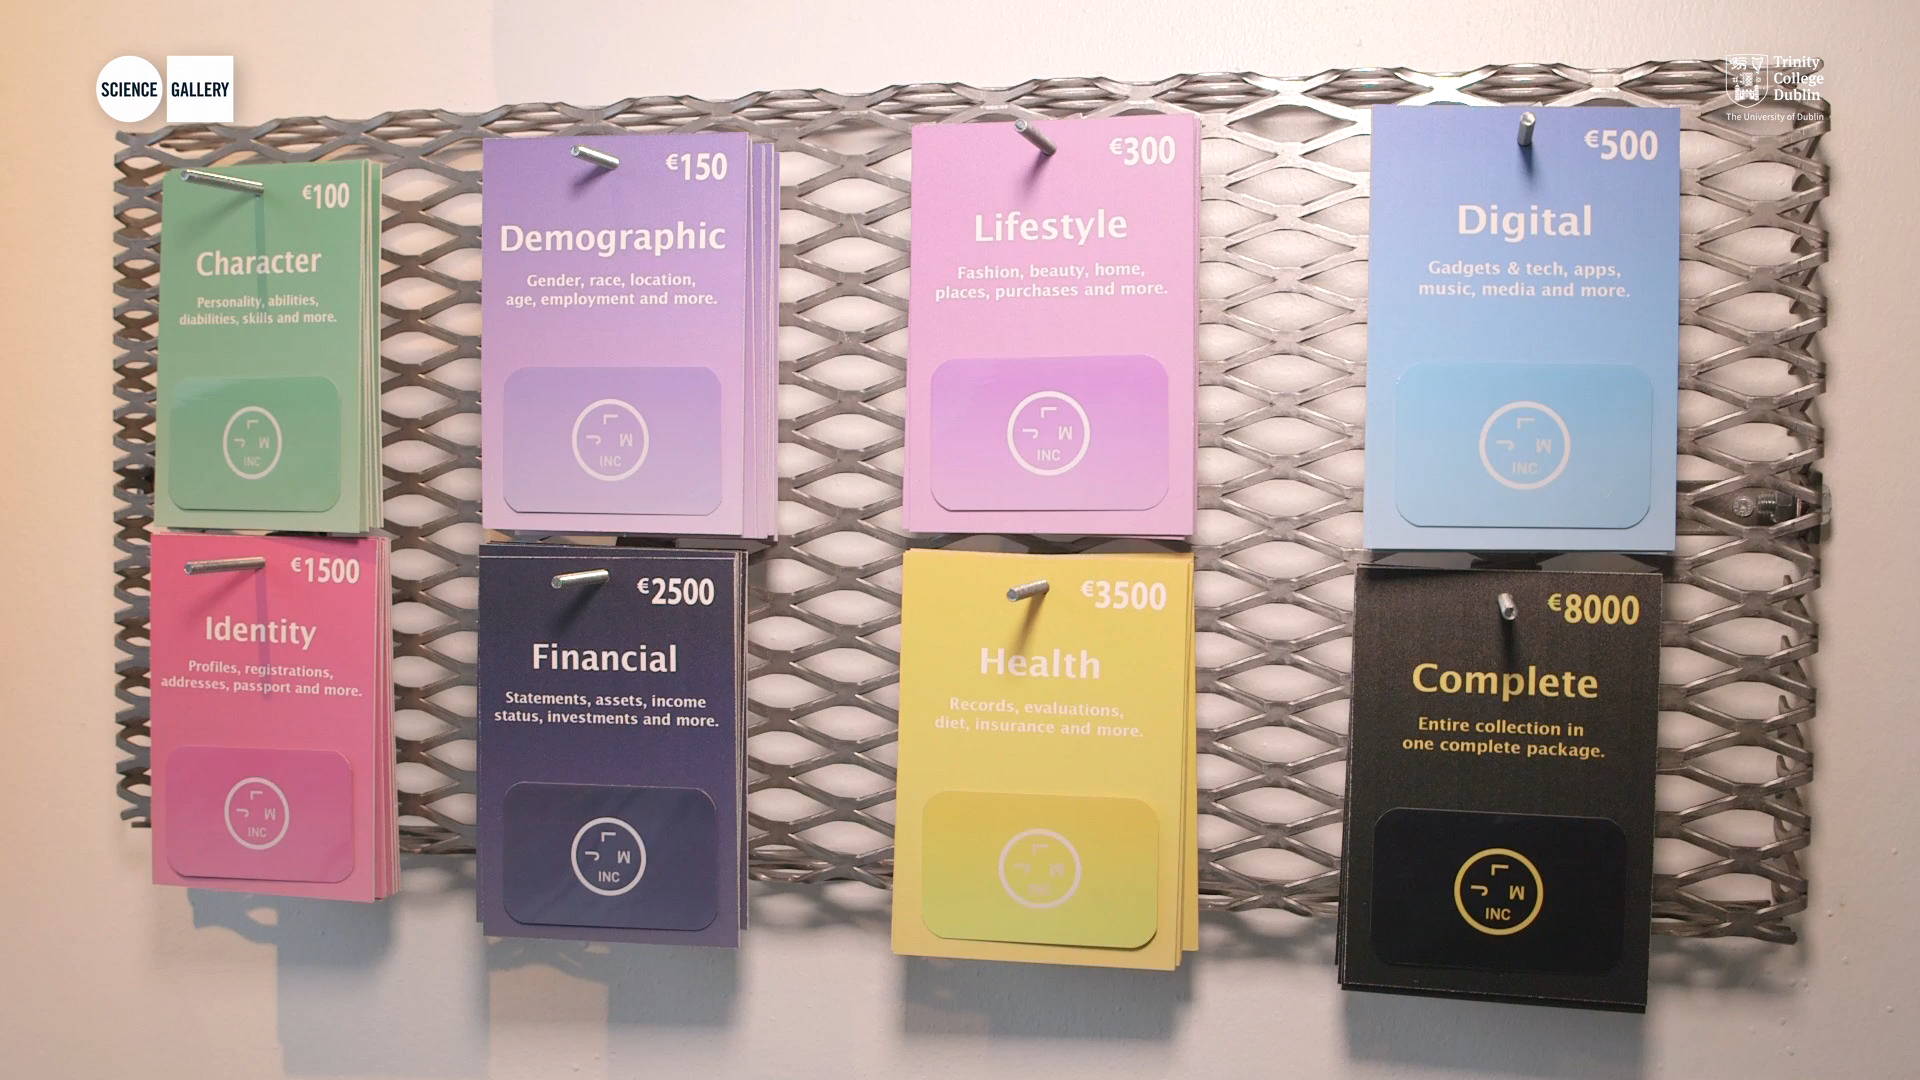 SCIENCE GALLERY
Trinity
College
Dublin
The University of Dublin
€100
Character
Personality, abilities,
diabilities, skills and more.
€150
Demographic
Gender, race, location,
age, employment and more.
INC
€300
Lifestyle
Fashion, beauty, home,
places, purchases and more.
J L M
INC
€500
Digital
Gadgets & tech, apps,
music, media and more.
J L M
INC
J L M
INC
J L M
INC
€1500
Identity
Profiles, registrations,
addresses, passport and more.
J L M
INC
€2500
Financial
Statements, assets, income
status, investments and more.
J L M
INC
€3500
Health
Records, evaluations,
diet, insurance and more.
J L M
INC
€8000
Complete
Entire collection in
one complete package.
J L M
INC